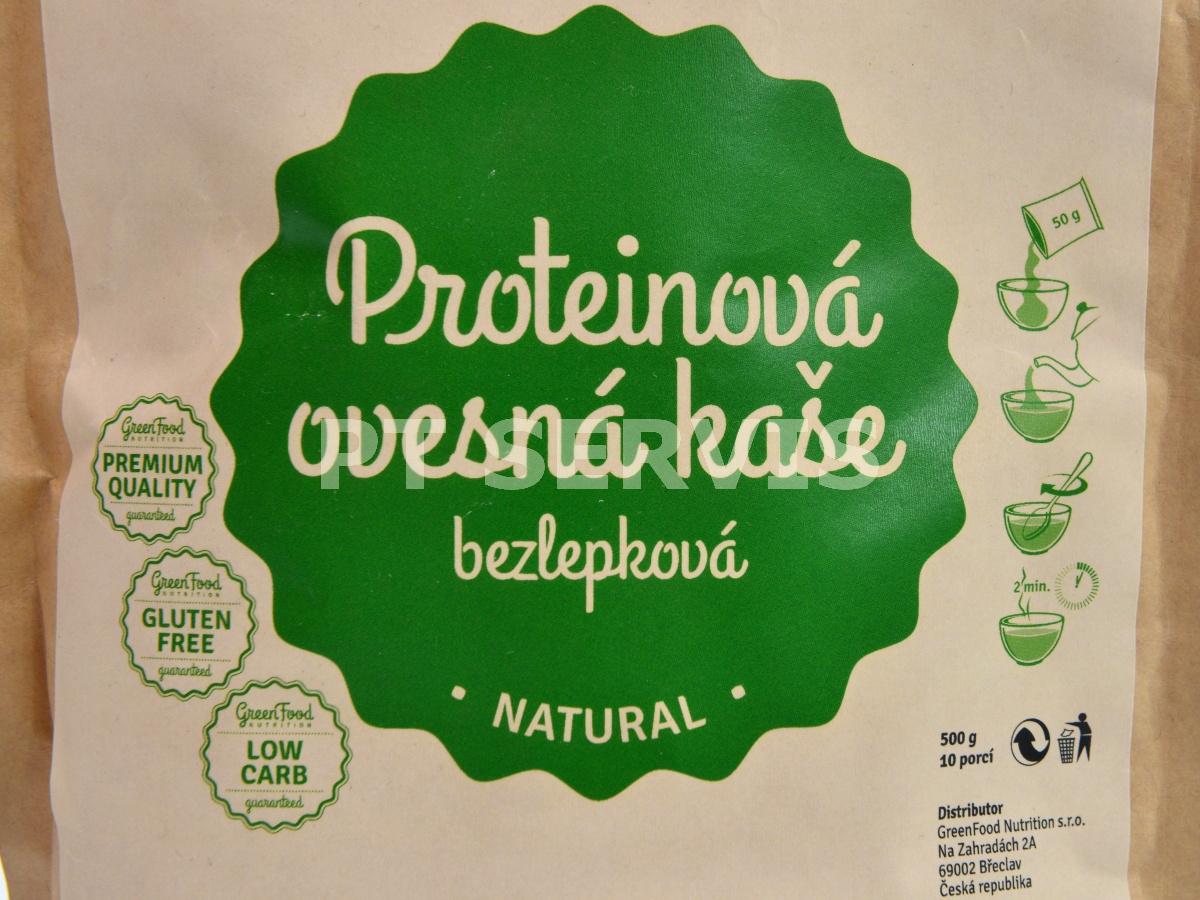 Proteinová
ovesná kaše
bezlepková
· NATURAL ·
PT SERVIS
GreenFood
NUTRITION
PREMIUM
QUALITY
guaranteed
GreenFood
NUTRITION
GLUTEN
FREE
guaranteed
GreenFood
NUTRITION
LOW
CARB
guaranteed
50 g
2 min.
500 g
10 porcí
Distributor
GreenFood Nutrition s.r.o.
Na Zahradách 2A
69002 Břeclav
Česká republika